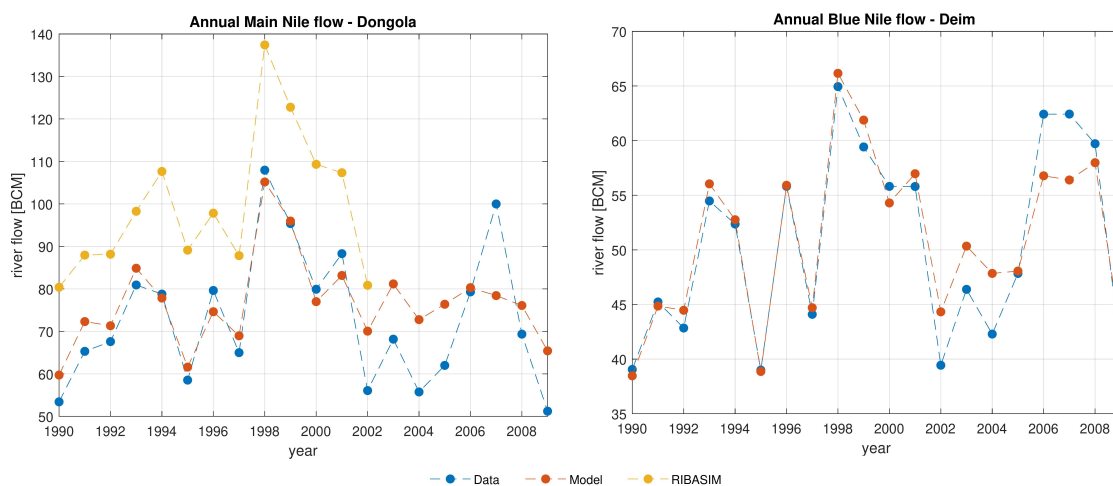 Annual Main Nile flow - Dongola
140
130
120
110
100
90
80
70
60
50
river flow [BCM]
1990 1992 1994 1996 1998 2000 2002 2004 2006 2008
year
Annual Blue Nile flow - Deim
70
65
60
55
50
45
40
35
river flow [BCM]
1990 1992 1994 1996 1998 2000 2002 2004 2006 2008
year
Data Model RIBASIM